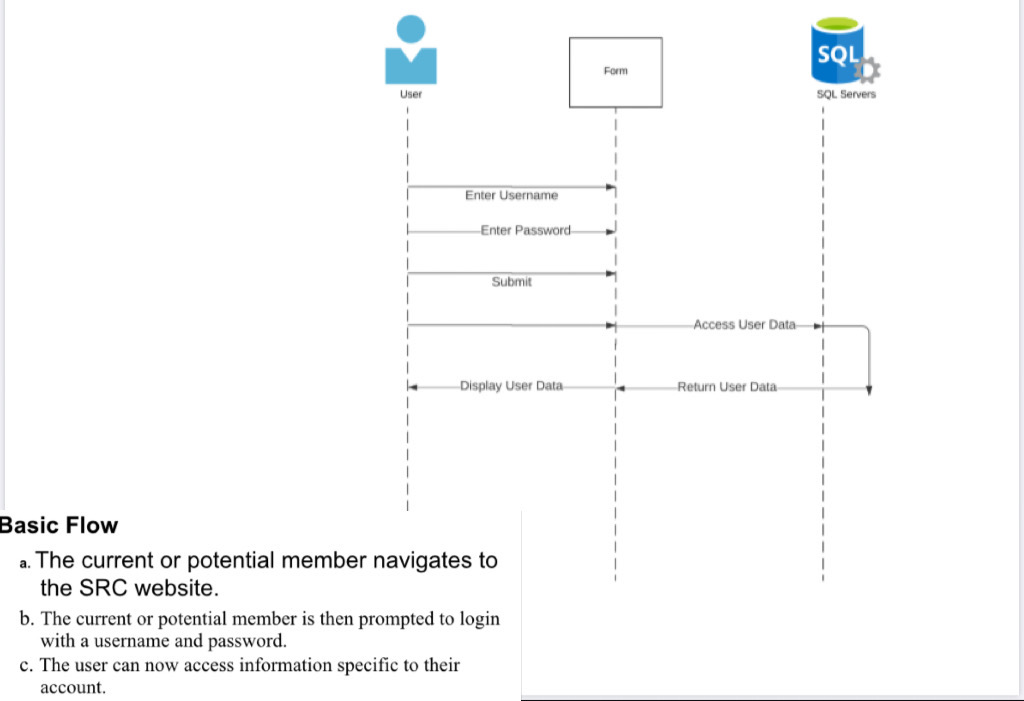 SQL
Form
User
SQL Servers
Enter Username
Enter Password
Submit
Access User Data
Display User Data
Return User Data
Basic Flow
a. The current or potential member navigates to
the SRC website.
b. The current or potential member is then prompted to login
with a username and password.
c. The user can now access information specific to their
account.